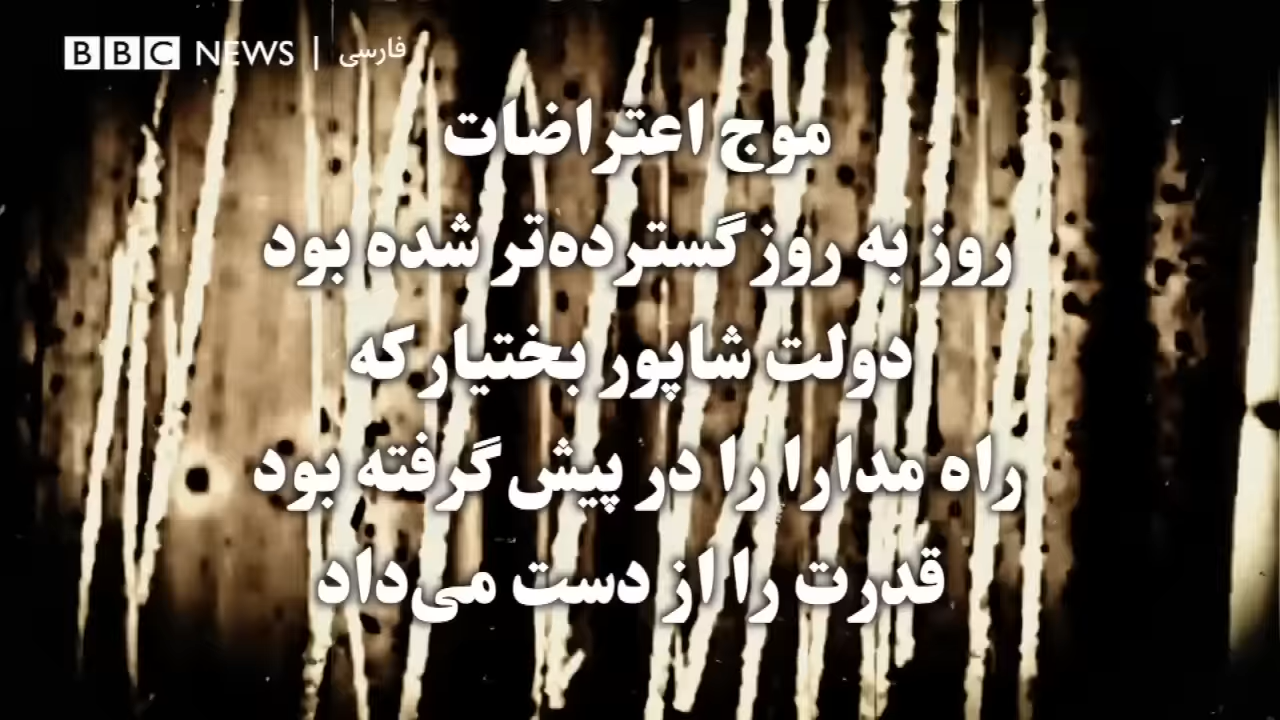 BBC NEWS | فارسی
موج اعتراضات
روز به روز گسترده‌تر شده بود
دولت شاپور بختیار که
راه مدارا را در پیش گرفته بود
قدرت را از دست می‌داد